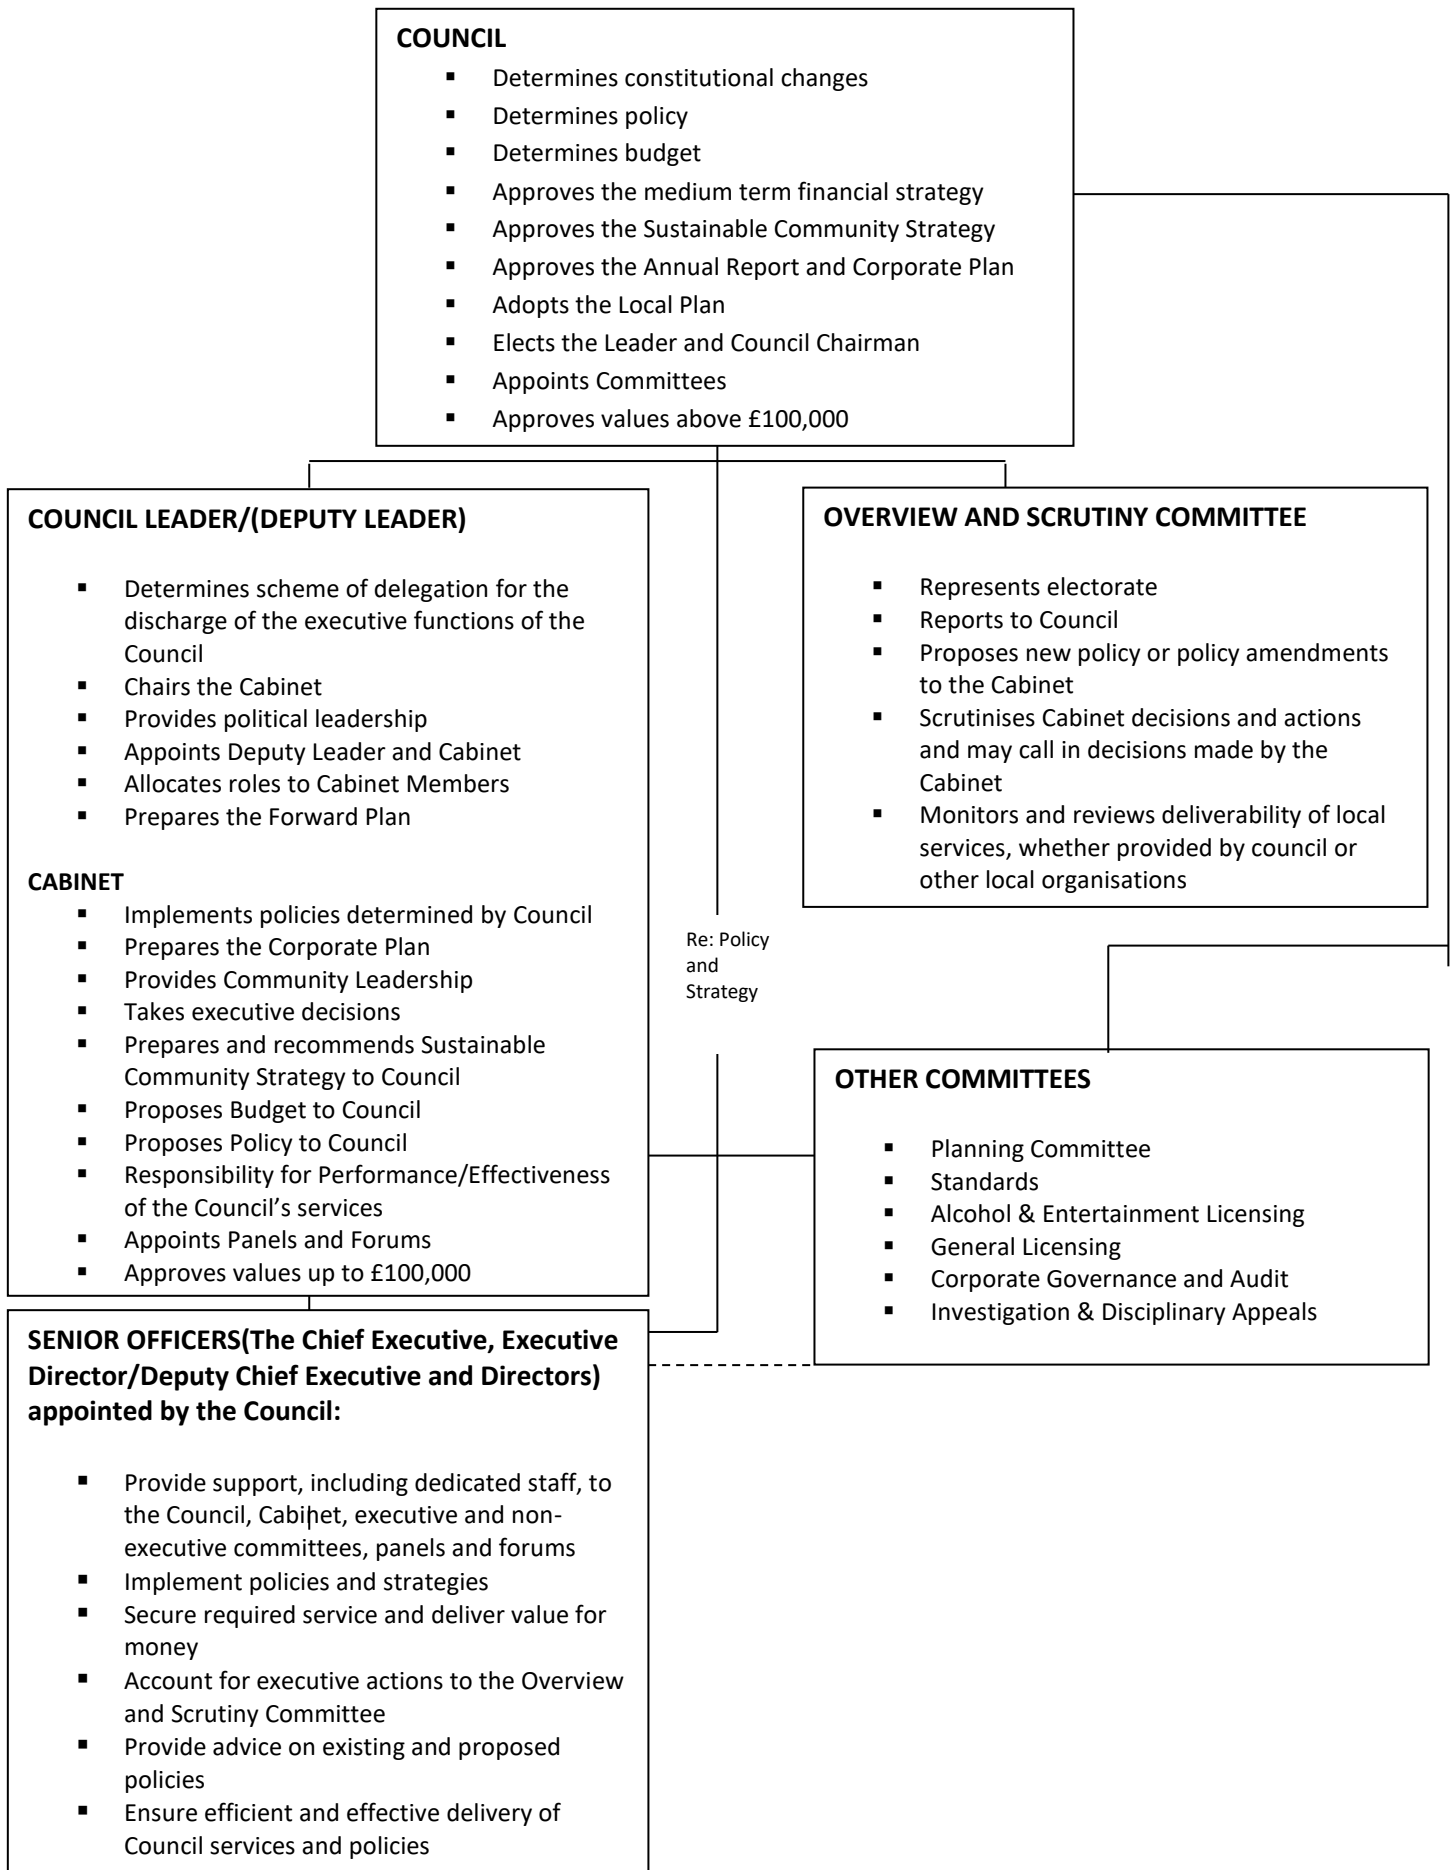 COUNCIL
▪ Determines constitutional changes
▪ Determines policy
▪ Determines budget
▪ Approves the medium term financial strategy
▪ Approves the Sustainable Community Strategy
▪ Approves the Annual Report and Corporate Plan
▪ Adopts the Local Plan
▪ Elects the Leader and Council Chairman
▪ Appoints Committees
▪ Approves values above £100,000
COUNCIL LEADER/(DEPUTY LEADER)
▪ Determines scheme of delegation for the
discharge of the executive functions of the
Council
▪ Chairs the Cabinet
▪ Provides political leadership
▪ Appoints Deputy Leader and Cabinet
▪ Allocates roles to Cabinet Members
▪ Prepares the Forward Plan
CABINET
▪ Implements policies determined by Council
▪ Prepares the Corporate Plan
▪ Provides Community Leadership
▪ Takes executive decisions
▪ Prepares and recommends Sustainable
Community Strategy to Council
▪ Proposes Budget to Council
▪ Proposes Policy to Council
▪ Responsibility for Performance/Effectiveness
of the Council’s services
▪ Appoints Panels and Forums
▪ Approves values up to £100,000
OVERVIEW AND SCRUTINY COMMITTEE
▪ Represents electorate
▪ Reports to Council
▪ Proposes new policy or policy amendments
to the Cabinet
▪ Scrutinises Cabinet decisions and actions
and may call in decisions made by the
Cabinet
▪ Monitors and reviews deliverability of local
services, whether provided by council or
other local organisations
Re: Policy
and
Strategy
OTHER COMMITTEES
▪ Planning Committee
▪ Standards
▪ Alcohol & Entertainment Licensing
▪ General Licensing
▪ Corporate Governance and Audit
▪ Investigation & Disciplinary Appeals
SENIOR OFFICERS(The Chief Executive, Executive
Director/Deputy Chief Executive and Directors)
appointed by the Council:
▪ Provide support, including dedicated staff, to
the Council, Cabinet, executive and non-
executive committees, panels and forums
▪ Implement policies and strategies
▪ Secure required service and deliver value for
money
▪ Account for executive actions to the Overview
and Scrutiny Committee
▪ Provide advice on existing and proposed
policies
▪ Ensure efficient and effective delivery of
Council services and policies